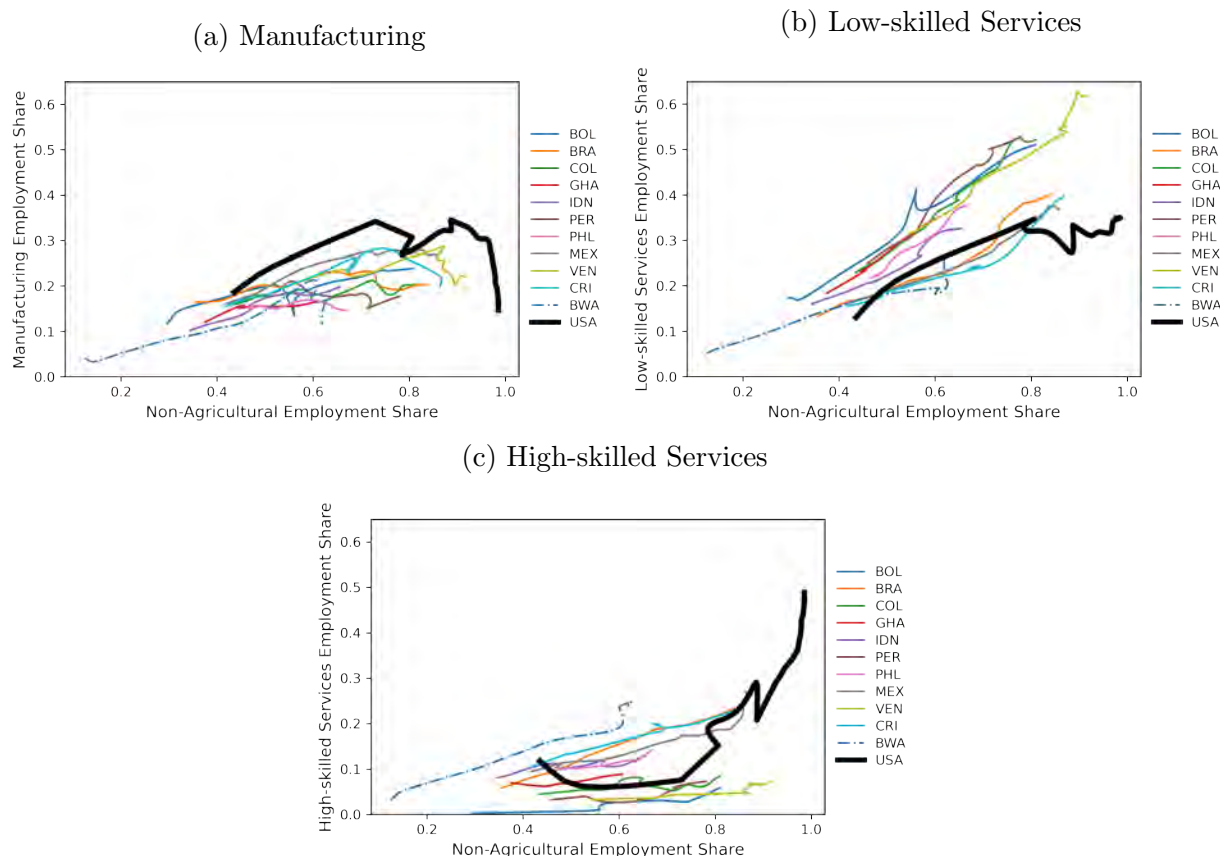 (a) Manufacturing
0.6
0.5
0.4
0.3
0.2
0.1
0.0
0.2
0.4
0.6
0.8
1.0
Manufacturing Employment Share
Non-Agricultural Employment Share
BOL
BRA
COL
GHA
IDN
PER
PHL
MEX
VEN
CRI
BWA
USA
(b) Low-skilled Services
0.6
0.5
0.4
0.3
0.2
0.1
0.0
0.2
0.4
0.6
0.8
1.0
Low-skilled Services Employment Share
Non-Agricultural Employment Share
BOL
BRA
COL
GHA
IDN
PER
PHL
MEX
VEN
CRI
BWA
USA
(c) High-skilled Services
0.6
0.5
0.4
0.3
0.2
0.1
0.0
0.2
0.4
0.6
0.8
1.0
High-skilled Services Employment Share
Non-Agricultural Employment Share
BOL
BRA
COL
GHA
IDN
PER
PHL
MEX
VEN
CRI
BWA
USA